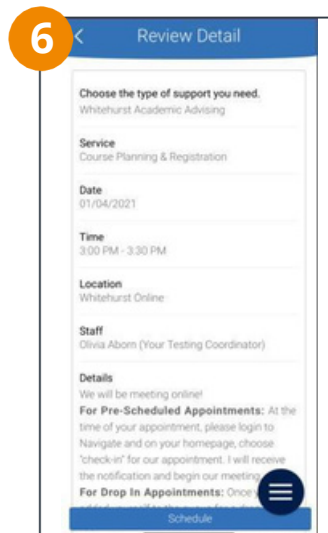 6
Review Detail
Choose the type of support you need.
Whitehurst Academic Advising
Service
Course Planning & Registration
Date
01/04/2021
Time
3:00 PM - 3:30 PM
Location
Whitehurst Online
Staff
Olivia Aborn (Your Testing Coordinator)
Details
We will be meeting online!
For Pre-Scheduled Appointments: At the
time of your appointment, please login to
Navigate and on your homepage, choose
"check-in" for our appointment. I will receive
the notification and begin our meeting.
For Drop In Appointments: Once
Schedule